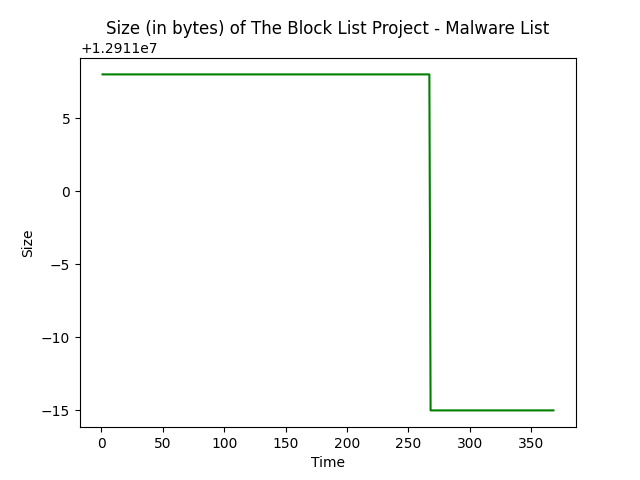 Size (in bytes) of The Block List Project - Malware List
+1.2911e7
5
0
−5
−10
−15
Size
0 50 100 150 200 250 300 350
Time